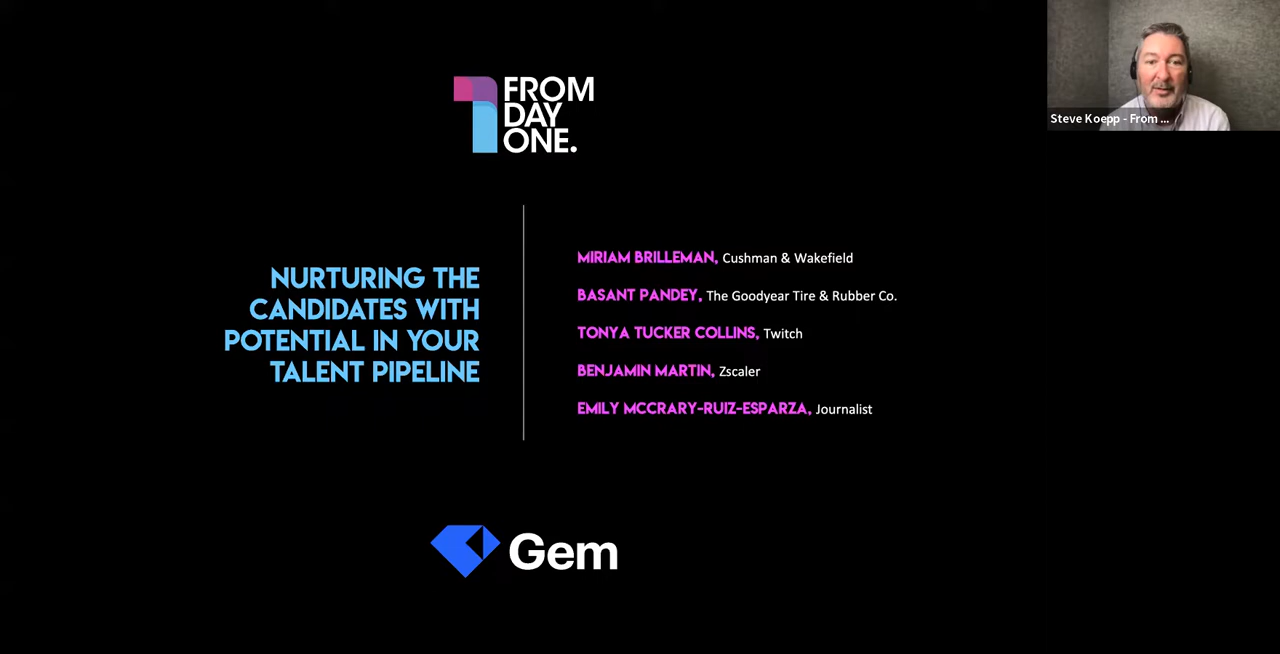 FROM
DAY
ONE.
Steve Koepp - From ...
NURTURING THE
CANDIDATES WITH
POTENTIAL IN YOUR
TALENT PIPELINE
MIRIAM BRILLEMAN, Cushman & Wakefield
BASANT PANDEY, The Goodyear Tire & Rubber Co.
TONYA TUCKER COLLINS, Twitch
BENJAMIN MARTIN, Zscaler
EMILY MCCRARY-RUIZ-ESPARZA, Journalist
Gem